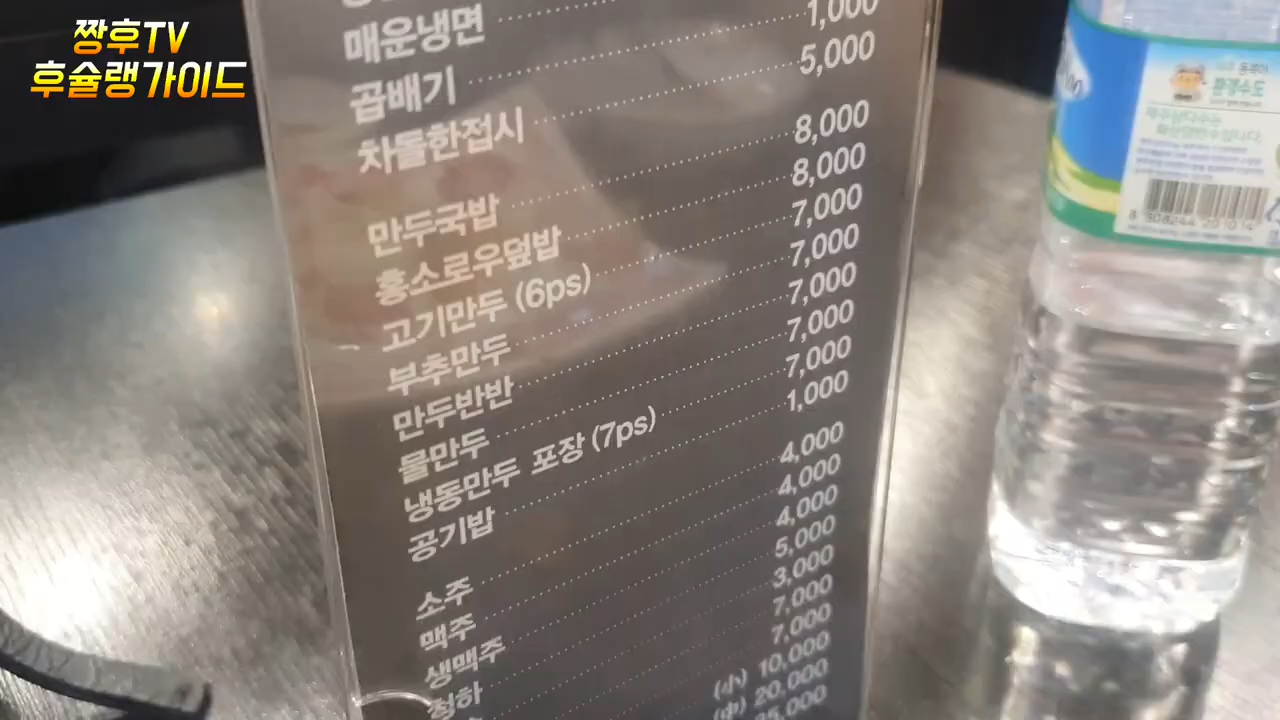 짱후TV
후슐랭 가이드
매운냉면
곱배기 1,000
차돌한접시 5,000
만두국밥 8,000
홍소로우덮밥 8,000
고기만두 (6ps) 7,000
부추만두 7,000
만두반반 7,000
물만두 7,000
냉동만두 포장 (7ps) 7,000
공기밥 1,000
소주 4,000
맥주 4,000
생맥주 4,000
청하 5,000
3,000
7,000
7,000
(小) 10,000
(中) 20,000